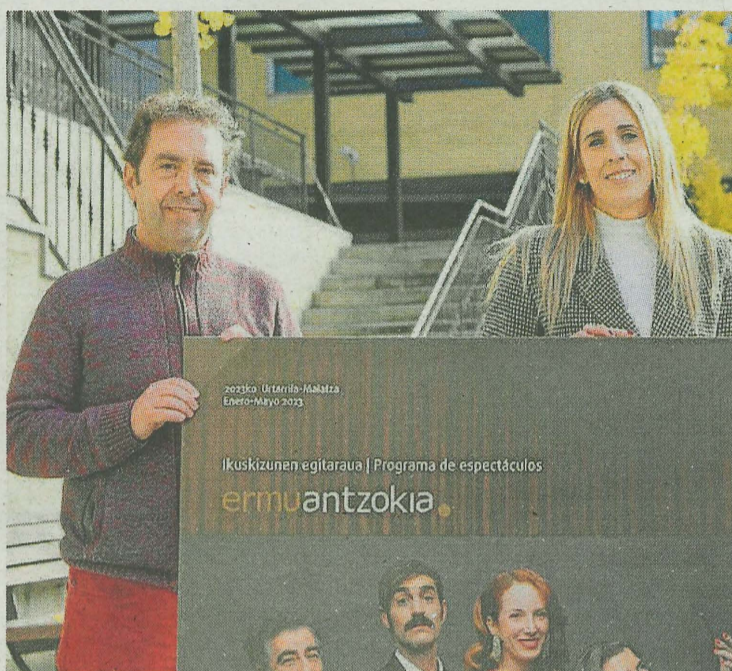 2023ko Urtarrila-Maiatza
Enero-Mayo 2023
Ikuskizunen egitaraua | Programa de espectáculos
ermuantzokia